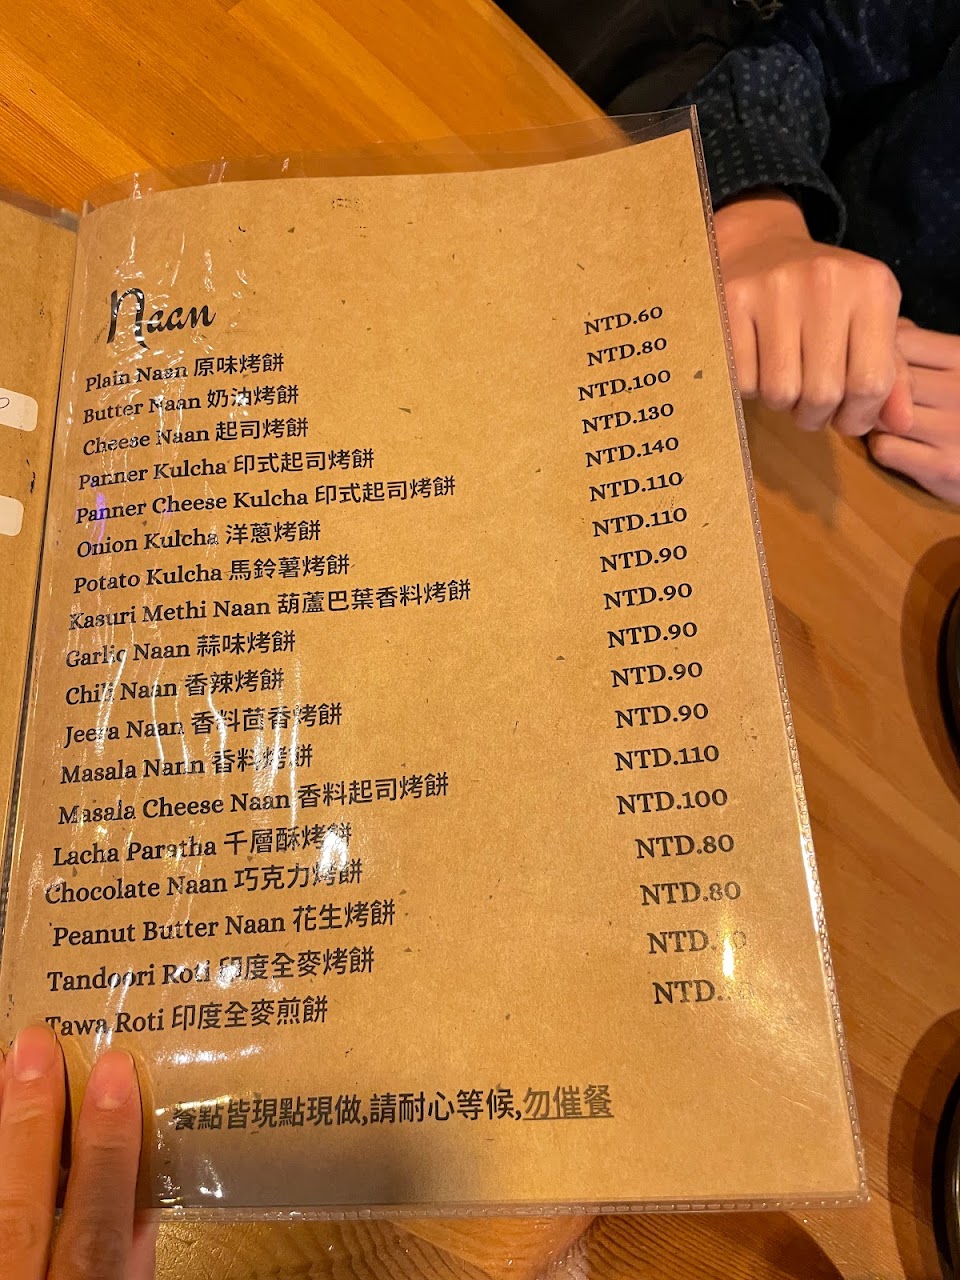 Naan
Plain Naan 原味烤餅 NTD.60
Butter Naan 奶油烤餅 NTD.80
Cheese Naan 起司烤餅 NTD.100
Panner Kulcha 印式起司烤餅 NTD.130
Panner Cheese Kulcha 印式起司烤餅 NTD.140
Onion Kulcha 洋蔥烤餅 NTD.110
Potato Kulcha 馬鈴薯烤餅 NTD.110
Kasuri Methi Naan 葫蘆巴葉香料烤餅 NTD.90
Garlic Naan 蒜味烤餅 NTD.90
Chili Naan 香辣烤餅 NTD.90
Jeera Naan 香料茴香烤餅 NTD.90
Masala Nann 香料烤餅 NTD.90
Masala Cheese Naan 香料起司烤餅 NTD.110
Lacha Paratha 千層酥烤餅 NTD.100
Chocolate Naan 巧克力烤餅 NTD.80
Peanut Butter Naan 花生烤餅 NTD.80
Tandoori Roti 印度全麥烤餅 NTD.
Tawa Roti 印度全麥煎餅 NTD.
餐點皆現點現做,請耐心等候,勿催餐